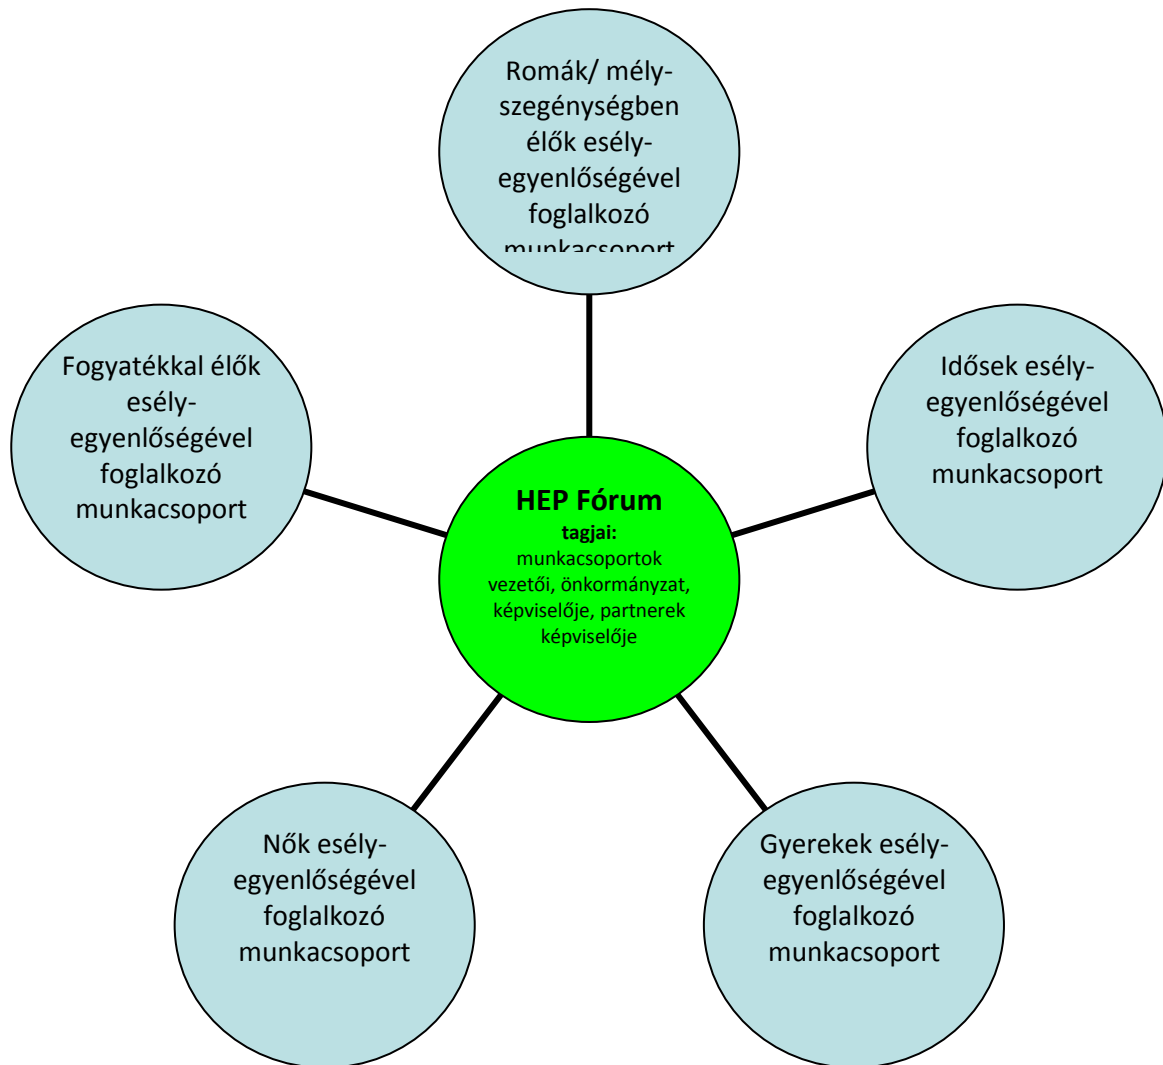 Romák/ mély-
szegénységben
élők esély-
egyenlőségével
foglalkozó
munkacsoport
Fogyatékkal élők
esély-
egyenlőségével
foglalkozó
munkacsoport
Idősek esély-
egyenlőségével
foglalkozó
munkacsoport
HEP Fórum
tagjai:
munkacsoportok
vezetői, önkormányzat,
képviselője, partnerek
képviselője
Nők esély-
egyenlőségével
foglalkozó
munkacsoport
Gyerekek esély-
egyenlőségével
foglalkozó
munkacsoport